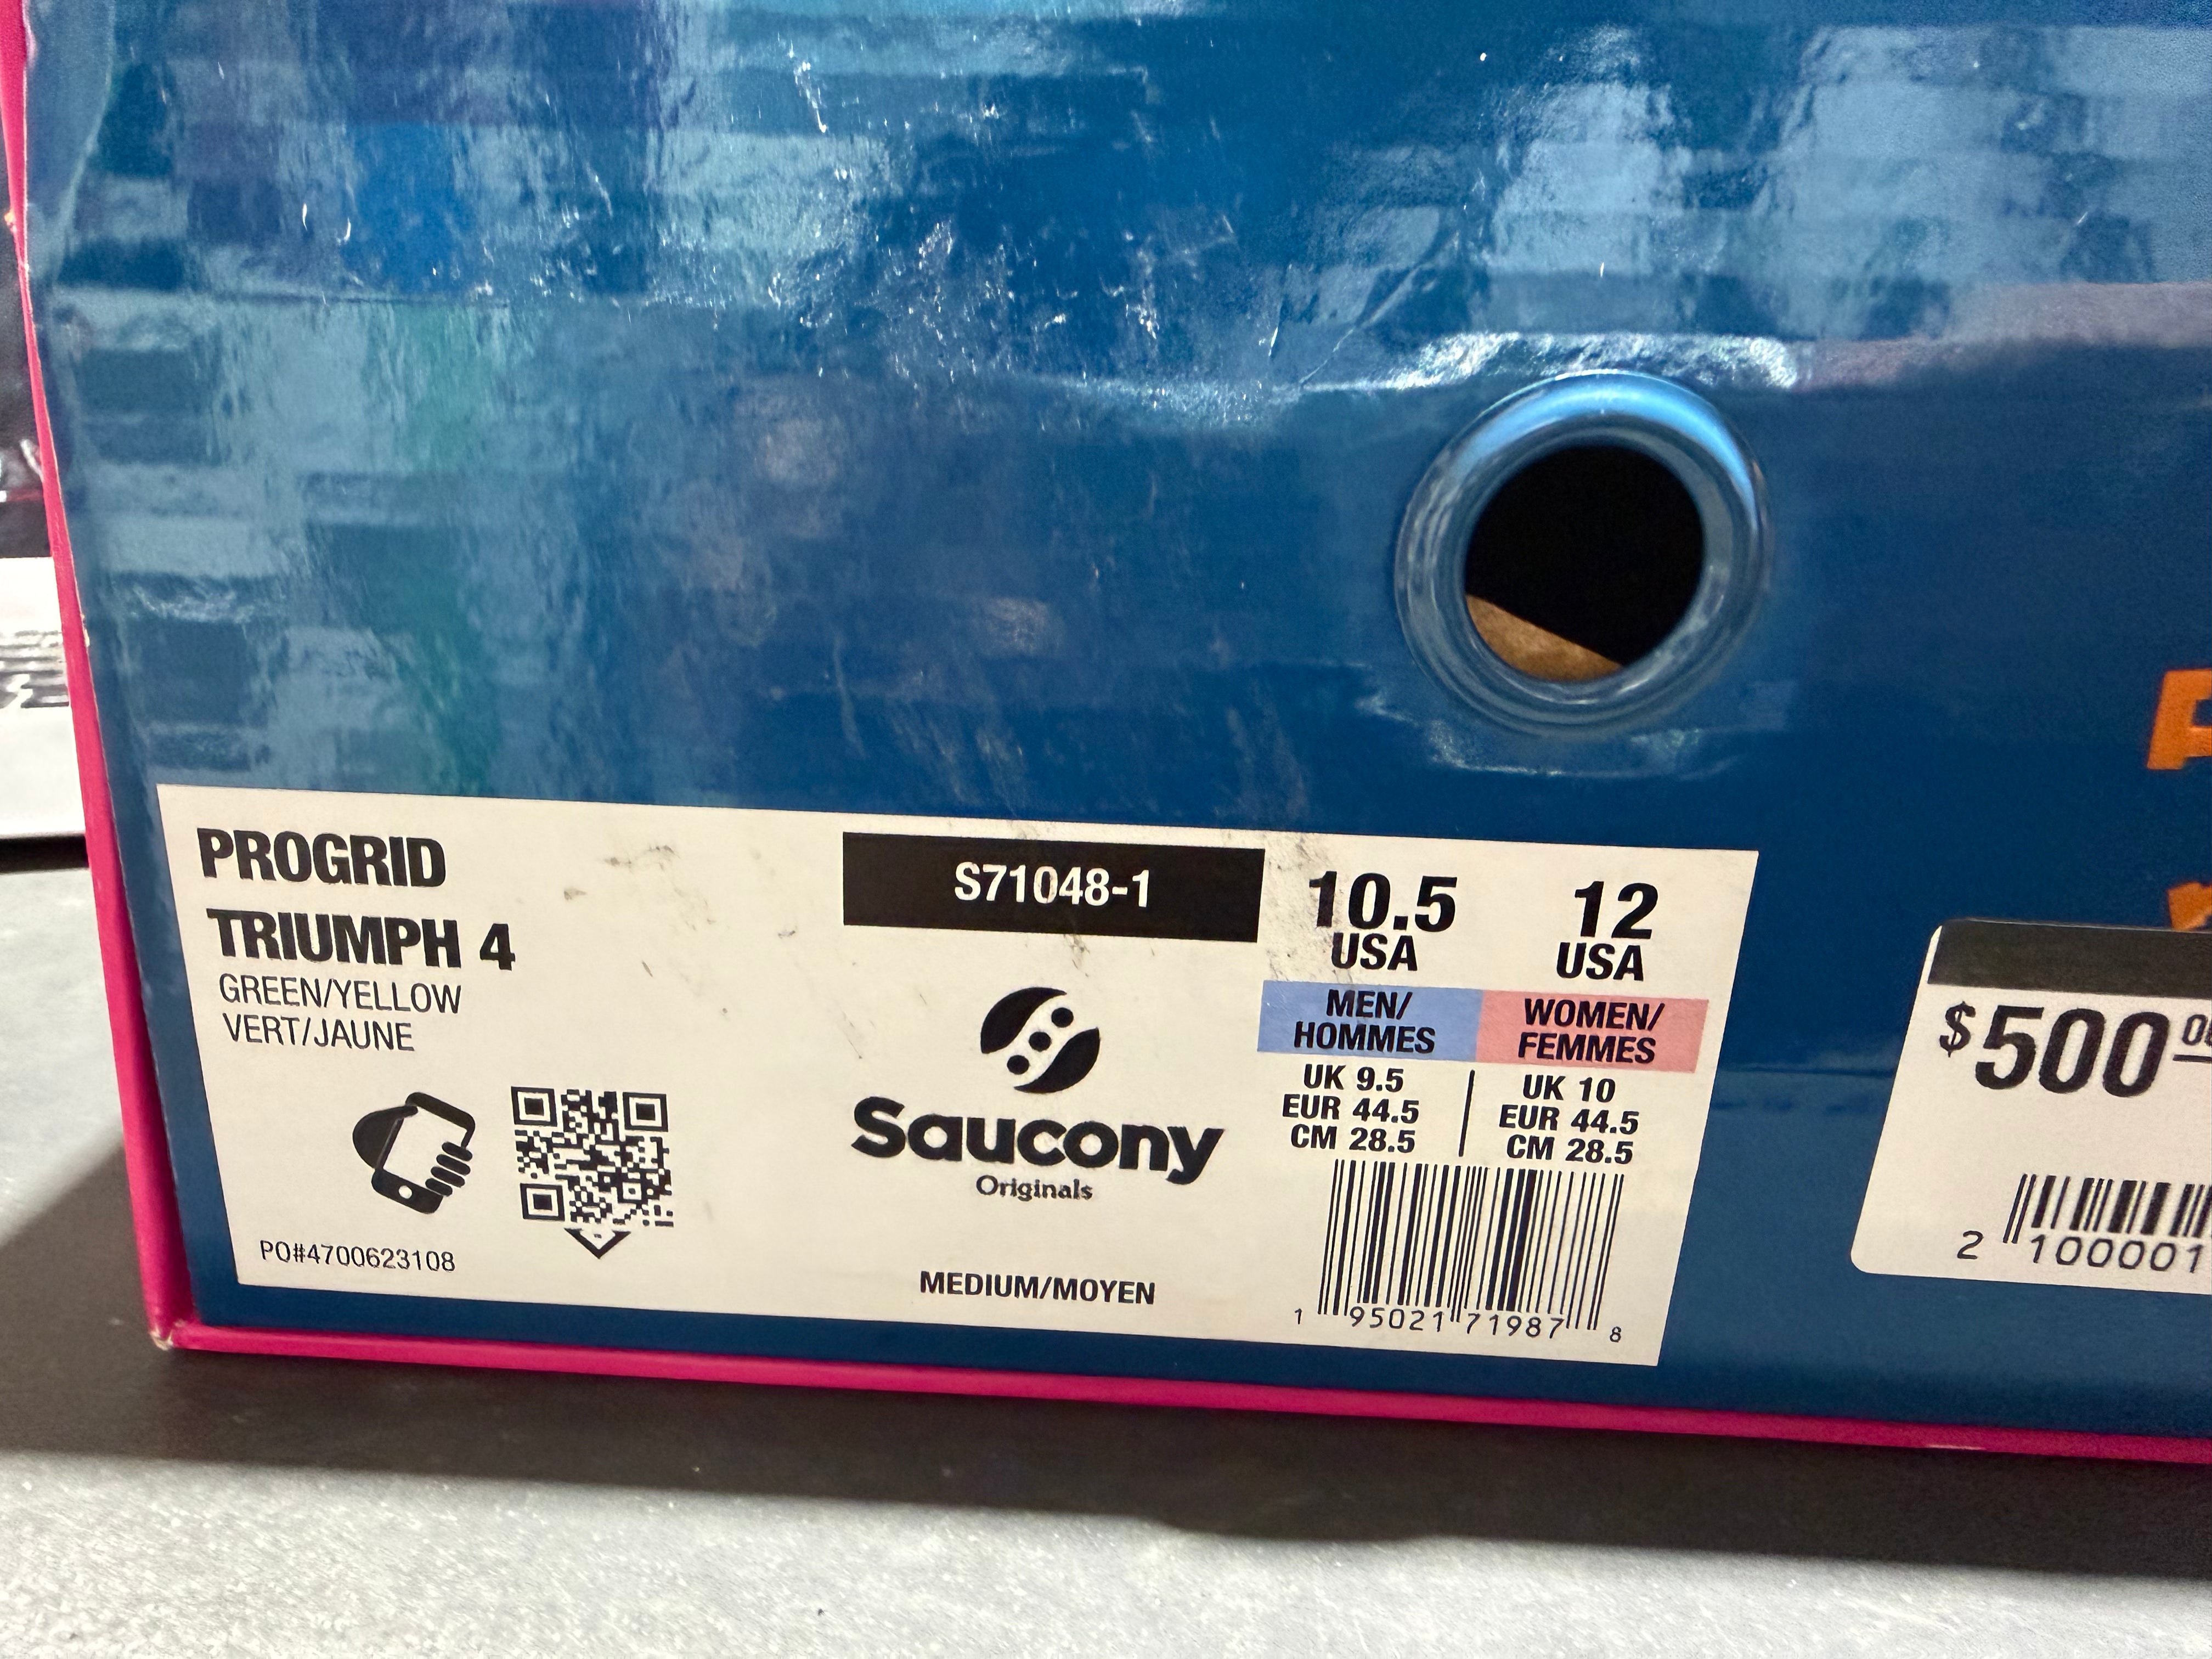 PROGRID
TRIUMPH 4
GREEN/YELLOW
VERT/JAUNE
PO#4700623108
S71048-1
Saucony
Originals
MEDIUM/MOYEN
10.5 12
USA USA
MEN/ WOMEN/
HOMMES FEMMES
UK 9.5 UK 10
EUR 44.5 EUR 44.5
CM 28.5 CM 28.5
1 95021 71987 8
$500
2 100001